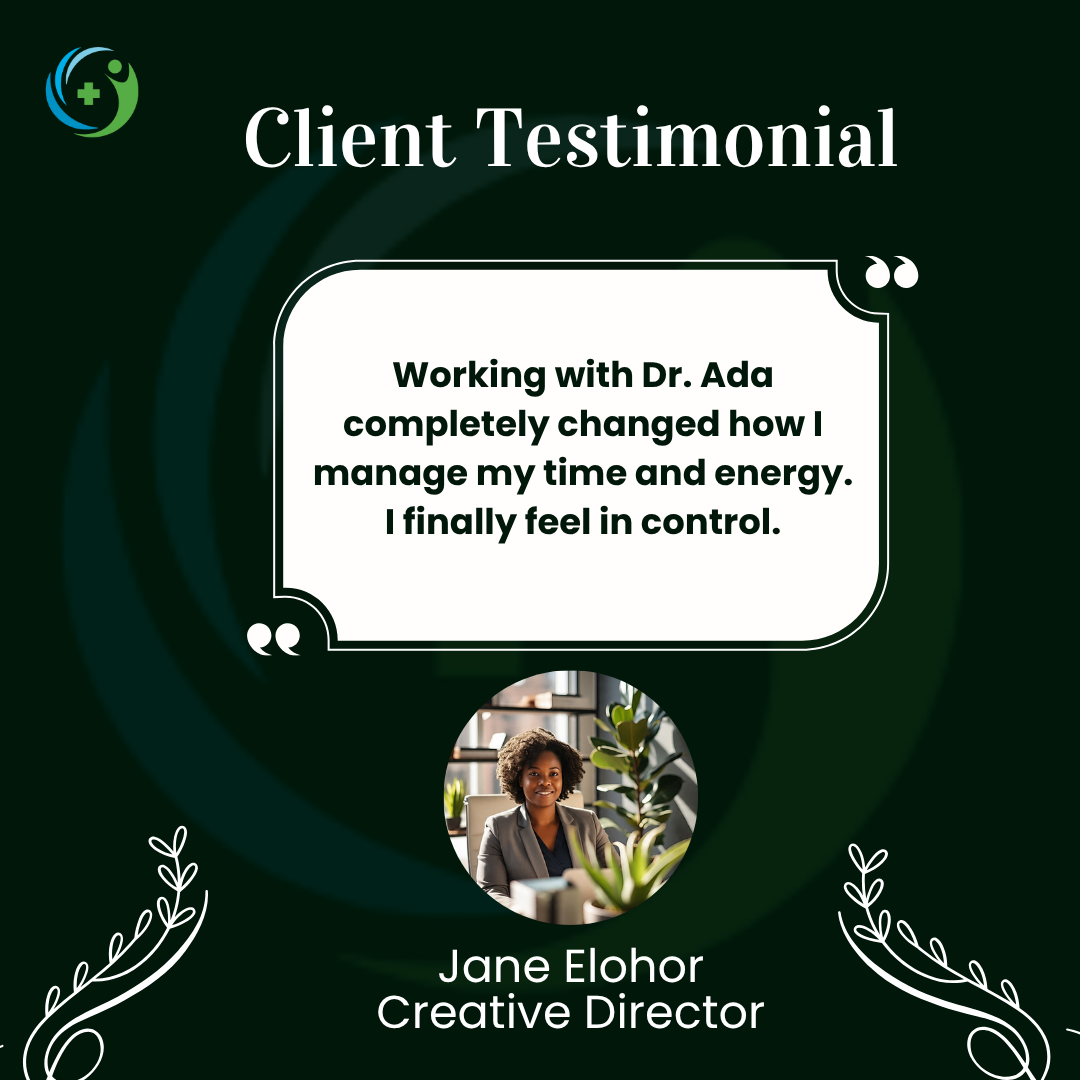 Client Testimonial
Working with Dr. Ada
completely changed how I
manage my time and energy.
I finally feel in control.
Jane Elohor
Creative Director